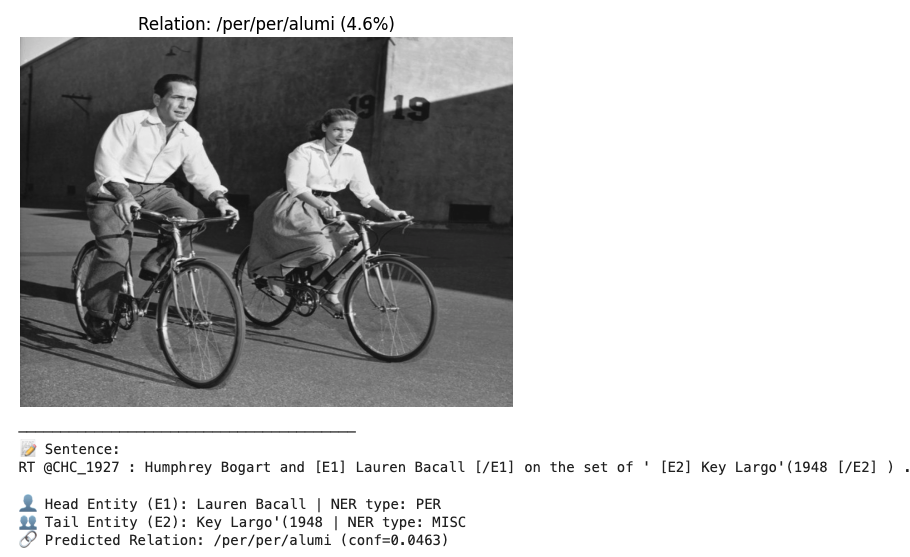 Relation: /per/per/alumi (4.6%)
19 19
Sentence:
RT @CHC_1927 : Humphrey Bogart and [E1] Lauren Bacall [/E1] on the set of ' [E2] Key Largo'(1948 [/E2] ) .
Head Entity (E1): Lauren Bacall | NER type: PER
Tail Entity (E2): Key Largo'(1948 | NER type: MISC
Predicted Relation: /per/per/alumi (conf=0.0463)